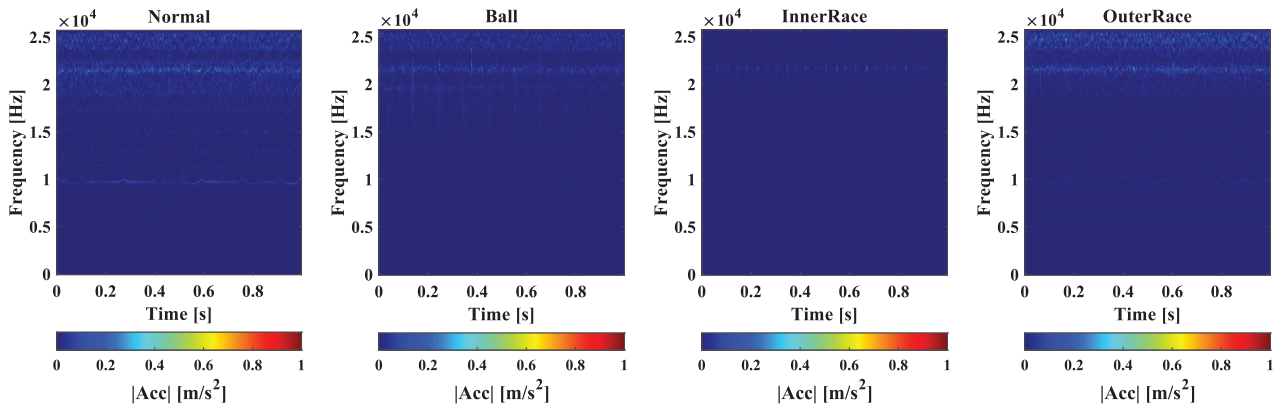 Normal
×10⁴
2.5
2
1.5
1
0.5
0
Frequency [Hz]
0 0.2 0.4 0.6 0.8
Time [s]
0 0.2 0.4 0.6 0.8 1
|Acc| [m/s²]
Ball
×10⁴
2.5
2
1.5
1
0.5
0
Frequency [Hz]
0 0.2 0.4 0.6 0.8
Time [s]
0 0.2 0.4 0.6 0.8 1
|Acc| [m/s²]
InnerRace
×10⁴
2.5
2
1.5
1
0.5
0
Frequency [Hz]
0 0.2 0.4 0.6 0.8
Time [s]
0 0.2 0.4 0.6 0.8 1
|Acc| [m/s²]
OuterRace
×10⁴
2.5
2
1.5
1
0.5
0
Frequency [Hz]
0 0.2 0.4 0.6 0.8
Time [s]
0 0.2 0.4 0.6 0.8 1
|Acc| [m/s²]